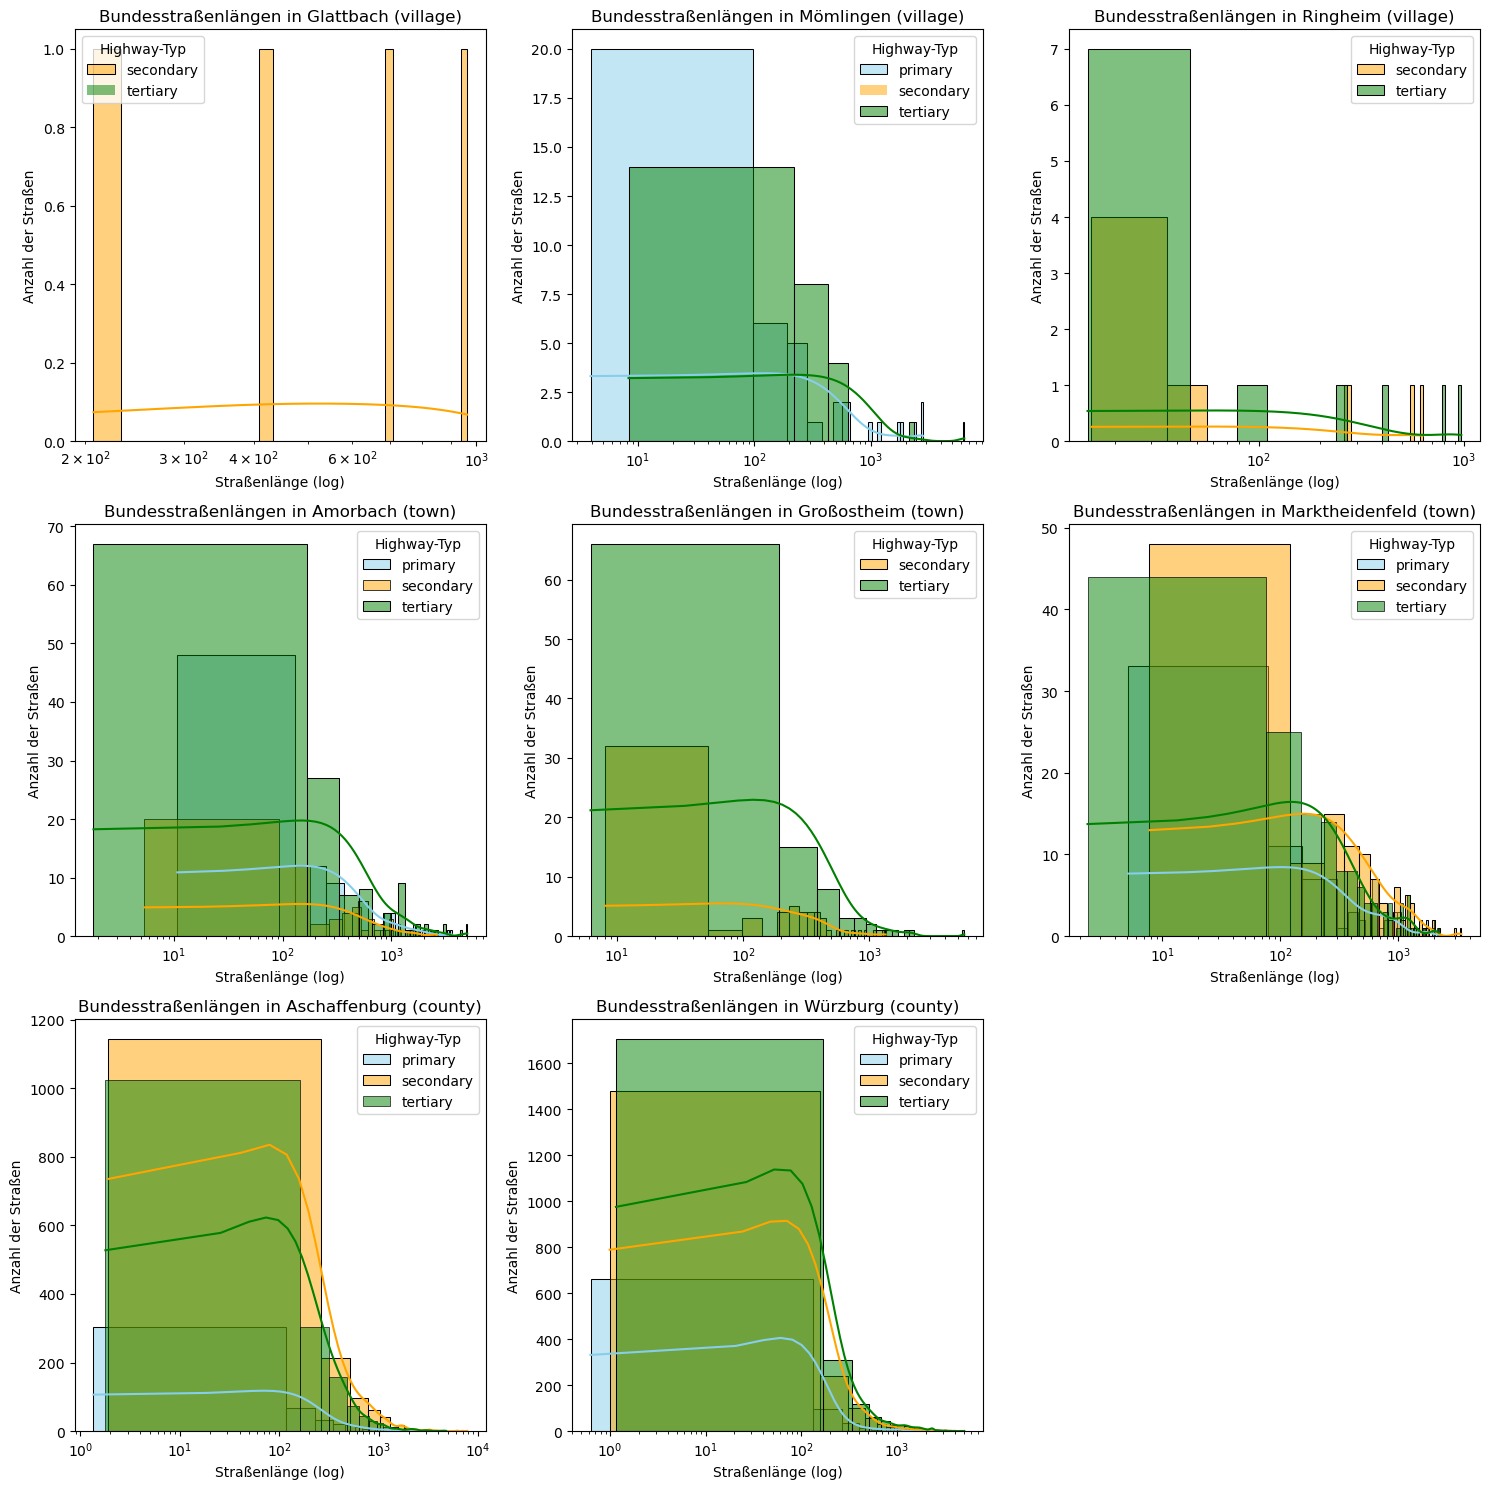 Bundesstraßenlängen in Glattbach (village)
Highway-Typ
secondary
tertiary
1.0
0.8
0.6
0.4
0.2
0.0
Anzahl der Straßen
2 × 10²
3 × 10²
4 × 10²
6 × 10²
10³
Straßenlänge (log)
Bundesstraßenlängen in Mömlingen (village)
Highway-Typ
primary
secondary
tertiary
20.0
17.5
15.0
12.5
10.0
7.5
5.0
2.5
0.0
Anzahl der Straßen
10¹
10²
10³
Straßenlänge (log)
Bundesstraßenlängen in Ringheim (village)
Highway-Typ
secondary
tertiary
7
6
5
4
3
2
1
0
Anzahl der Straßen
10²
10³
Straßenlänge (log)
Bundesstraßenlängen in Amorbach (town)
Highway-Typ
primary
secondary
tertiary
70
60
50
40
30
20
10
0
Anzahl der Straßen
10¹
10²
10³
Straßenlänge (log)
Bundesstraßenlängen in Großostheim (town)
Highway-Typ
secondary
tertiary
60
50
40
30
20
10
0
Anzahl der Straßen
10¹
10²
10³
Straßenlänge (log)
Bundesstraßenlängen in Marktheidenfeld (town)
Highway-Typ
primary
secondary
tertiary
50
40
30
20
10
0
Anzahl der Straßen
10¹
10²
10³
Straßenlänge (log)
Bundesstraßenlängen in Aschaffenburg (county)
Highway-Typ
primary
secondary
tertiary
1200
1000
800
600
400
200
0
Anzahl der Straßen
10⁰
10¹
10²
10³
10⁴
Straßenlänge (log)
Bundesstraßenlängen in Würzburg (county)
Highway-Typ
primary
secondary
tertiary
1600
1400
1200
1000
800
600
400
200
0
Anzahl der Straßen
10⁰
10¹
10²
10³
Straßenlänge (log)